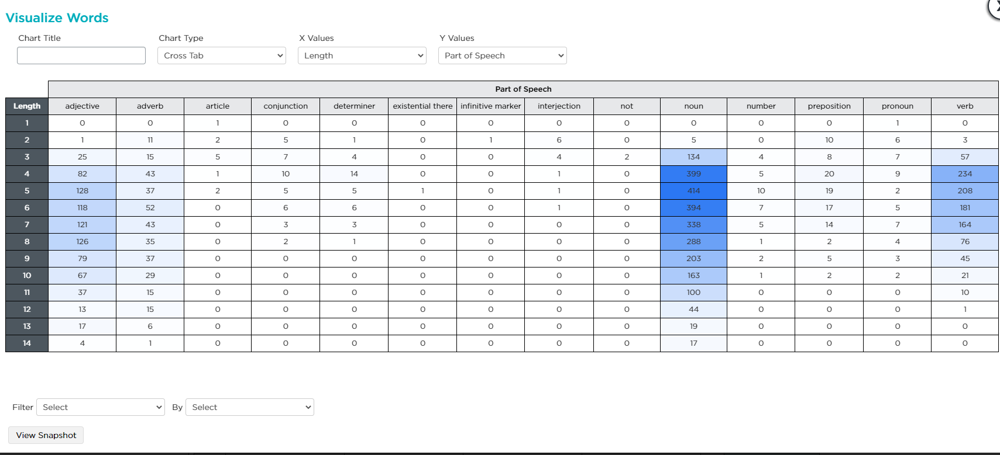 Visualize Words
Chart Title Chart Type X Values Y Values
Cross Tab Length Part of Speech
Part of Speech
Length adjective adverb article conjunction determiner existential there infinitive marker interjection not noun number preposition pronoun verb
1 0 0 1 0 0 0 0 0 0 0 0 0 1 0
2 1 11 2 5 1 0 1 6 0 5 0 10 6 3
3 25 15 5 7 4 0 0 4 2 134 4 8 7 57
4 82 43 1 10 14 0 0 1 0 399 5 20 9 234
5 128 37 2 5 5 1 0 1 0 414 10 19 2 208
6 118 52 0 6 6 0 0 1 0 394 7 17 5 181
7 121 43 0 3 3 0 0 0 0 338 5 14 7 164
8 126 35 0 2 1 0 0 0 0 288 1 2 4 76
9 79 37 0 0 0 0 0 0 0 203 2 5 3 45
10 67 29 0 0 0 0 0 0 0 163 1 2 2 21
11 37 15 0 0 0 0 0 0 0 100 0 0 0 10
12 13 15 0 0 0 0 0 0 0 44 0 0 0 1
13 17 6 0 0 0 0 0 0 0 19 0 0 0 0
14 4 1 0 0 0 0 0 0 0 17 0 0 0 0
Filter Select By Select
View Snapshot